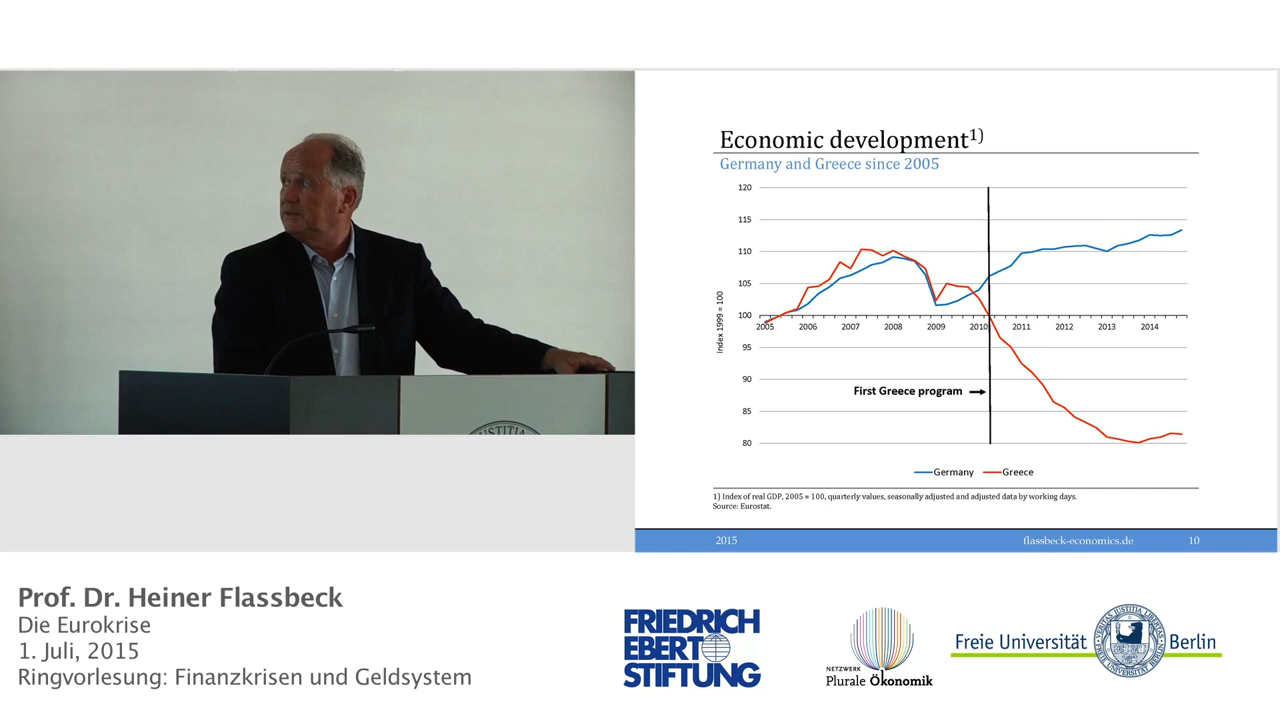 Economic development1)
Germany and Greece since 2005
120
115
110
105
100
95
90
85
80
Index 1999 = 100
2005 2006 2007 2008 2009 2010 2011 2012 2013 2014
First Greece program
Germany Greece
1) Index of real GDP, 2005 = 100, quarterly values, seasonally adjusted and adjusted data by working days.
Source: Eurostat.
2015 flassbeck-economics.de 10
Prof. Dr. Heiner Flassbeck
Die Eurokrise
1. Juli, 2015
Ringvorlesung: Finanzkrisen und Geldsystem
FRIEDRICH
EBERT
STIFTUNG
NETZWERK
Plurale Ökonomik
Freie Universität Berlin